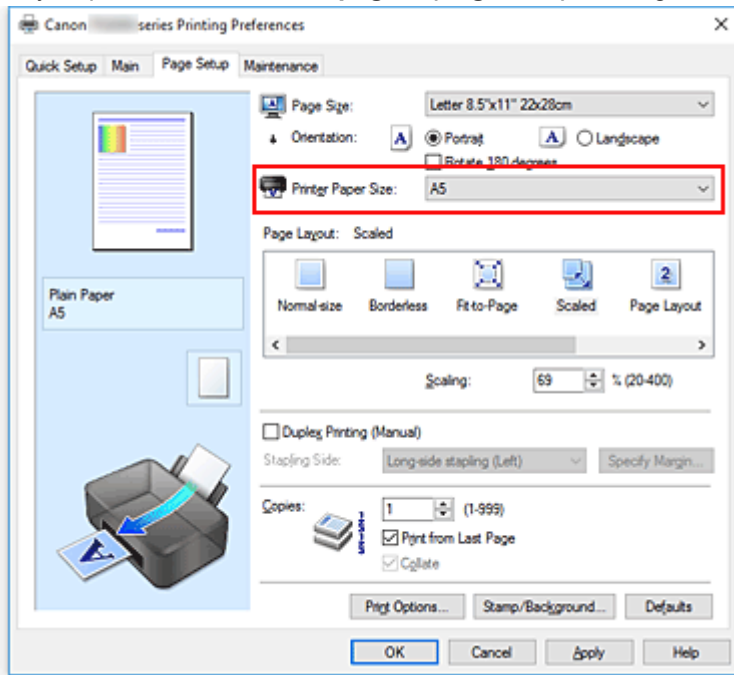 Canon series Printing Preferences
Quick Setup Main Page Setup Maintenance
Page Size: Letter 8.5"x11" 22x28cm
Orientation: A Portrait A Landscape
Rotate 180 degrees
Printer Paper Size: A5
Page Layout: Scaled
Normal-size Borderless Fit-to-Page Scaled 2 Page Layout
Plain Paper
A5
Scaling: 69 % (20-400)
Duplex Printing (Manual)
Stapling Side: Long-side stapling (Left) Specify Margin...
Copies: 1 (1-999)
Print from Last Page
Collate
A
Print Options... Stamp/Background... Defaults
OK Cancel Apply Help